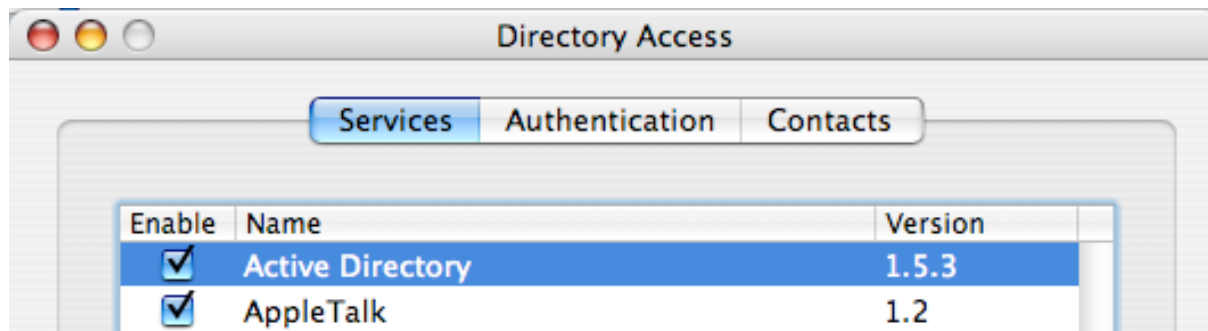 Directory Access
Services Authentication Contacts
Enable Name Version
Active Directory 1.5.3
AppleTalk 1.2